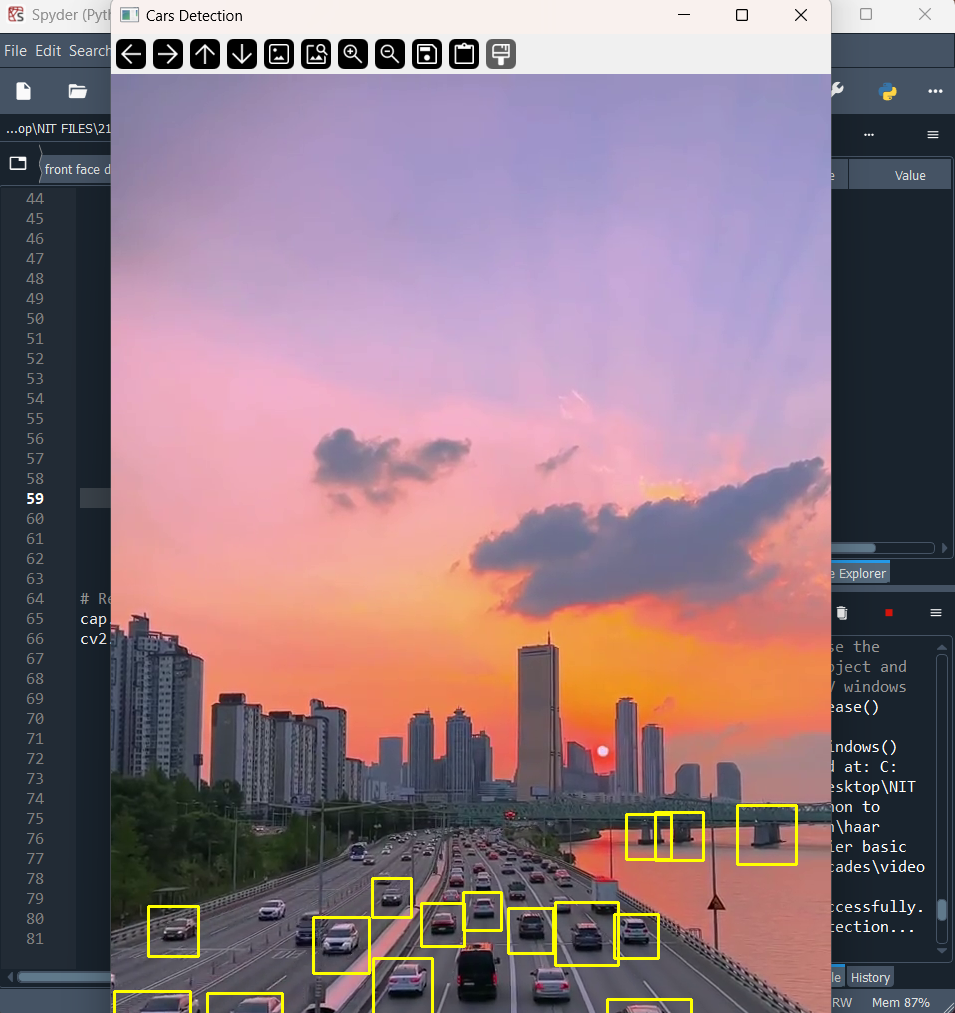 Spyder (Pyth
Cars Detection
File Edit Search
...op\NIT FILES\21
front face d
Value
44
45
46
47
48
49
50
51
52
53
54
55
56
57
58
59
60
61
62
63
64 # Re
65 cap
66 cv2
67
68
69
70
71
72
73
74
75
76
77
78
79
80
81
e Explorer
se the
bject and
V windows
ease()
indows()
d at: C:
esktop\NIT
hon to
n\haar
ier basic
cades\video
ccessfully.
tection...
le History
RW Mem 87%